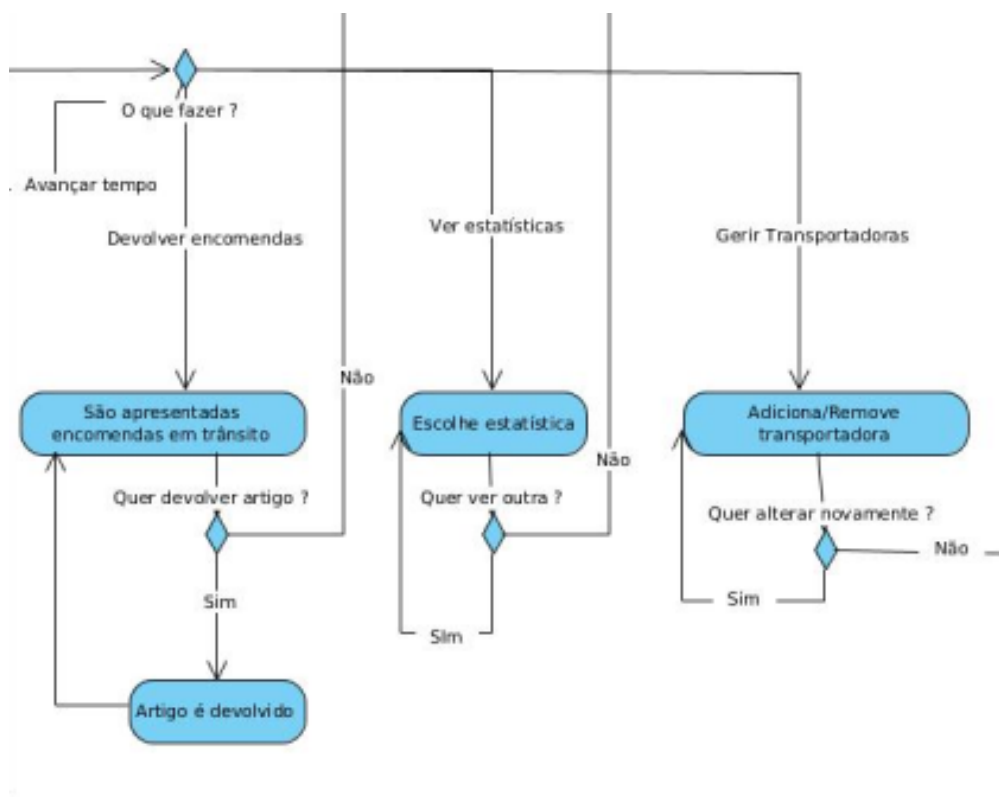 O que fazer ?
Avançar tempo
Devolver encomendas
Ver estatísticas
Gerir Transportadoras
Não
São apresentadas
encomendas em trânsito
Escolhe estatística
Adiciona/Remove
transportadora
Não
Quer devolver artigo ?
Quer ver outra ?
Quer alterar novamente ?
Não
Sim
Sim
SIm
Artigo é devolvido